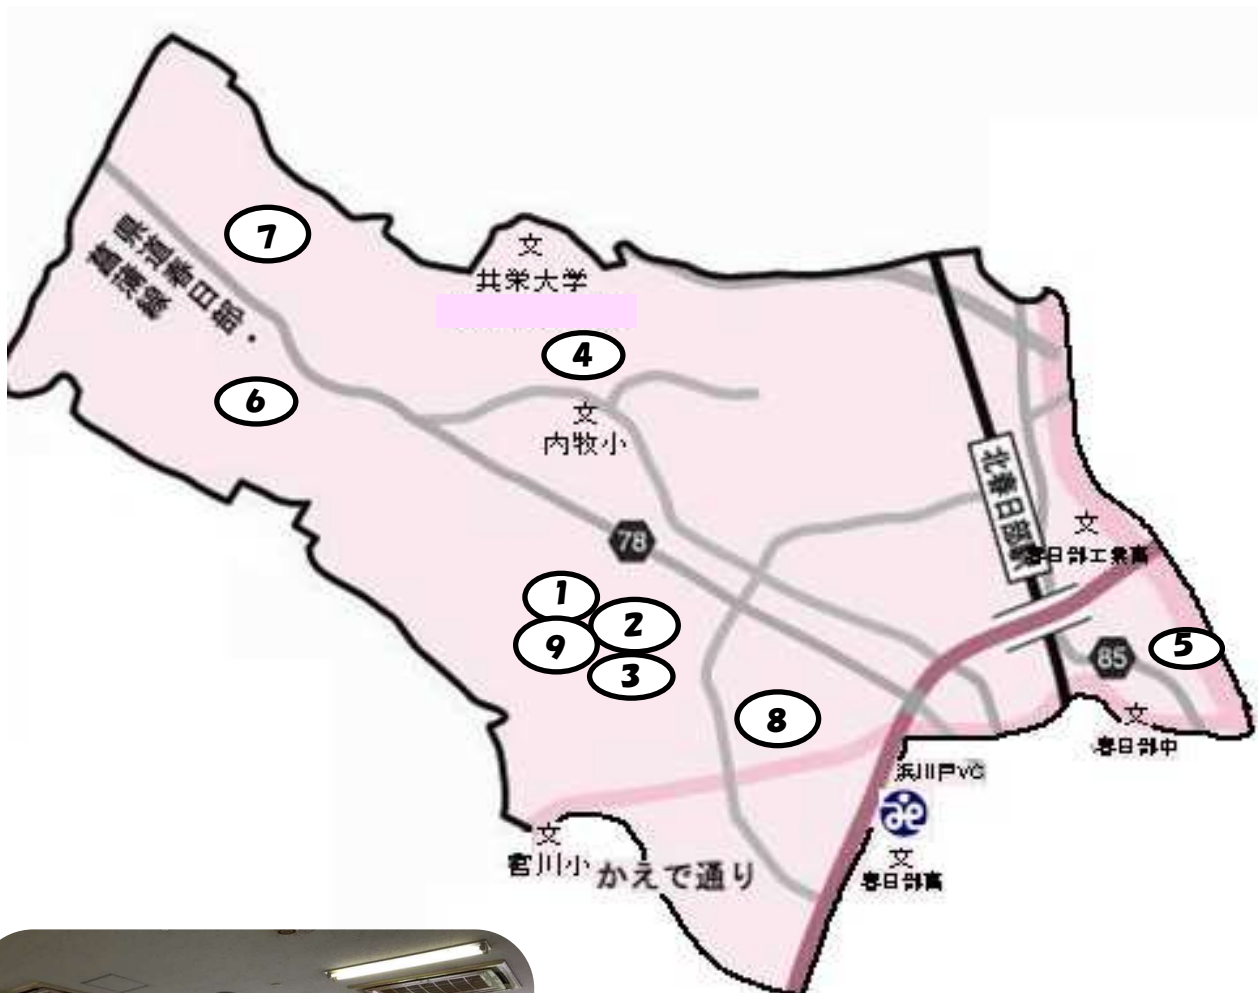 7
文
共栄大学
県道春日部・
菖蒲線
4
6
文
内牧小
北春日部駅
文
春日部工業高
78
1
2
9
3
5
85
8
文
春日部中
浜川戸VC
文
宮川小
かえで通り
文
春日部高